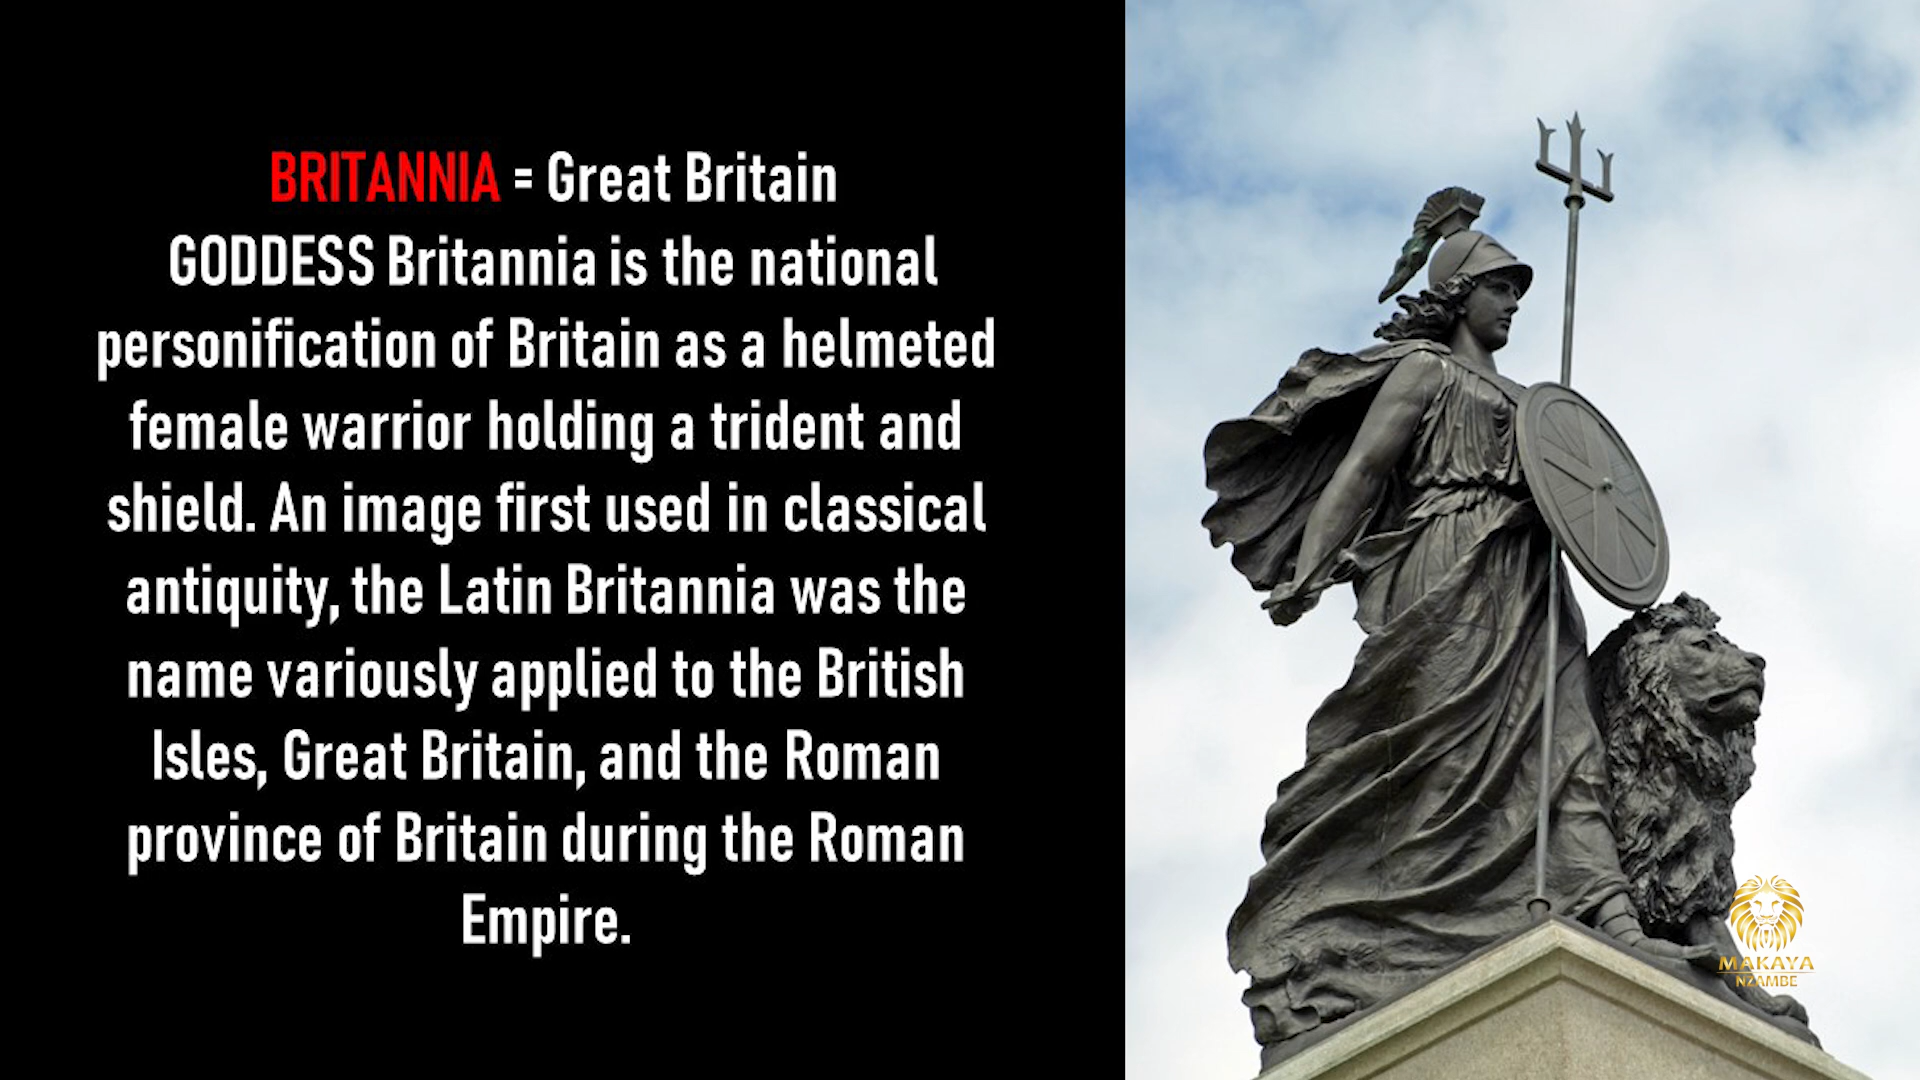 BRITANNIA = Great Britain
GODDESS Britannia is the national
personification of Britain as a helmeted
female warrior holding a trident and
shield. An image first used in classical
antiquity, the Latin Britannia was the
name variously applied to the British
Isles, Great Britain, and the Roman
province of Britain during the Roman
Empire.
MAKAYA
NZAMBE